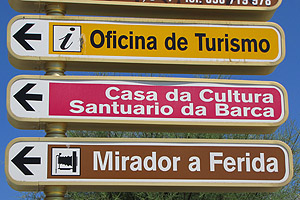 i Oficina de Turismo
Casa da Cultura
Santuario da Barca
Mirador a Ferida